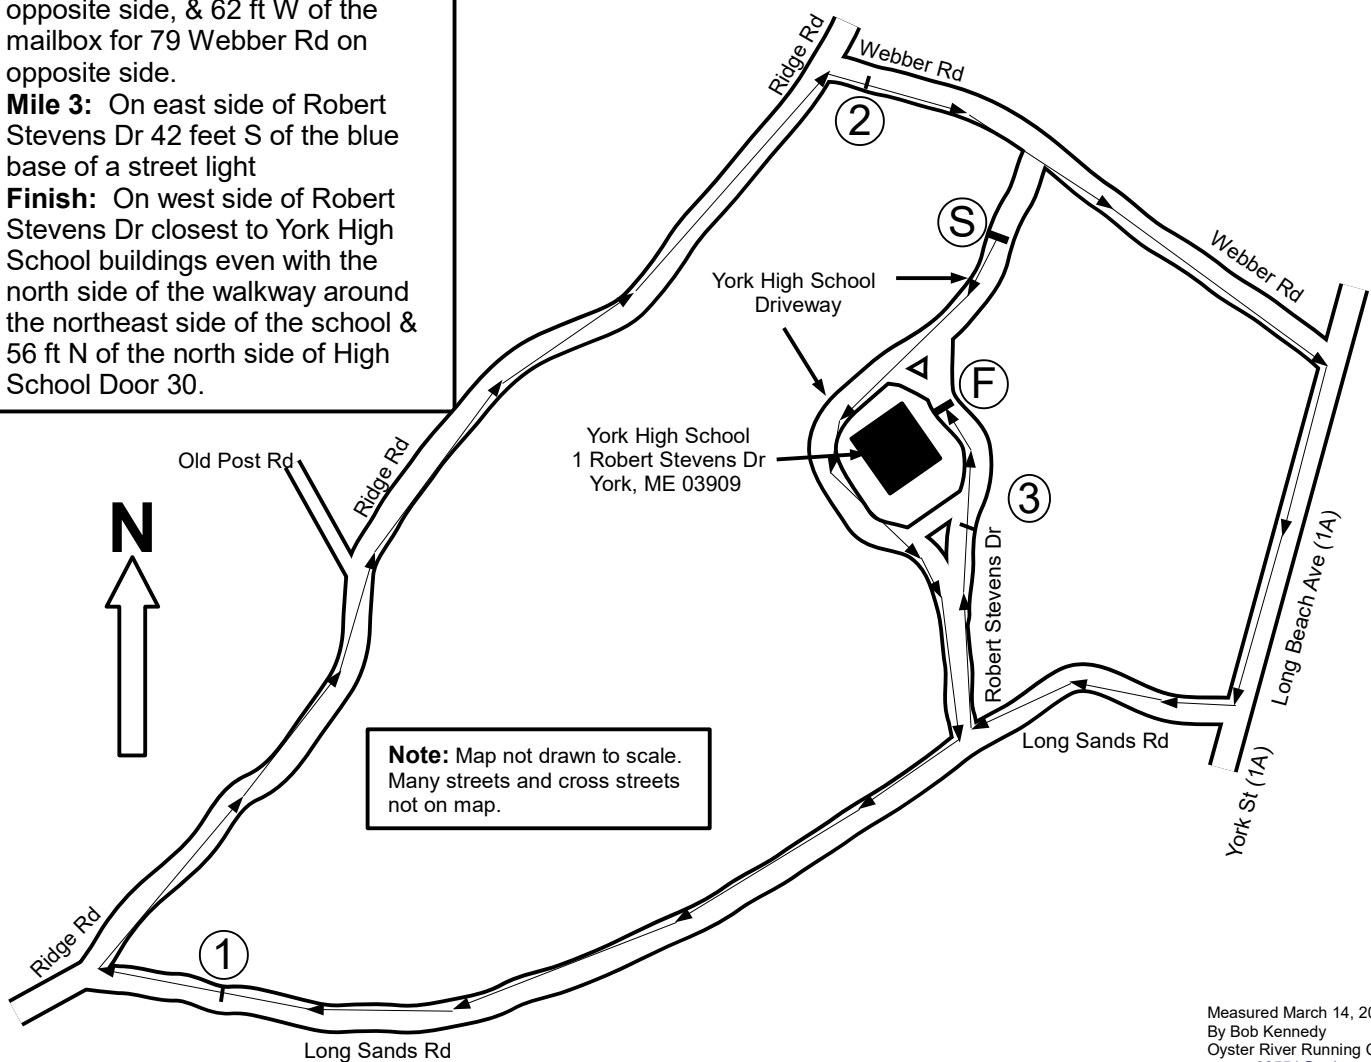 opposite side, & 62 ft W of the
mailbox for 79 Webber Rd on
opposite side.
Mile 3: On east side of Robert
Stevens Dr 42 feet S of the blue
base of a street light
Finish: On west side of Robert
Stevens Dr closest to York High
School buildings even with the
north side of the walkway around
the northeast side of the school &
56 ft N of the north side of High
School Door 30.
Ridge Rd
Webber Rd
2
S
York High School
Driveway
Webber Rd
F
York High School
1 Robert Stevens Dr
York, ME 03909
Old Post Rd
Ridge Rd
3
N
Robert Stevens Dr
Long Beach Ave (1A)
Note: Map not drawn to scale.
Many streets and cross streets
not on map.
Long Sands Rd
York St (1A)
Ridge Rd
1
Long Sands Rd
Measured March 14,
By Bob Kennedy
Oyster River Running